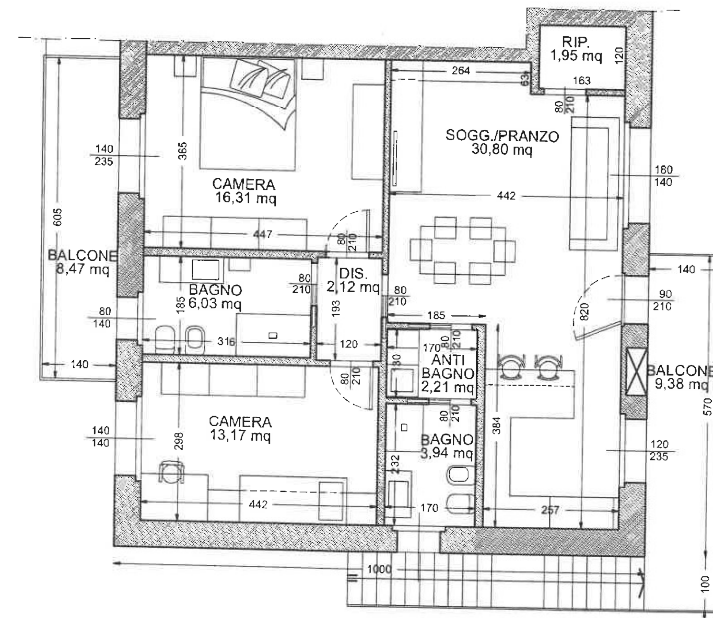 RIP.
1,95 mq
120
163
80
210
264
63
SOGG./PRANZO
30,80 mq
442
160
140
140
235
365
CAMERA
16,31 mq
447
80
210
605
BALCONE
8,47 mq
BAGNO
6,03 mq
185
80
210
DIS.
2,12 mq
193
80
210
185
820
90
210
140
80
140
316
120
140
80
210
170
80
210
130
ANTI
BAGNO
2,21 mq
BALCONE
9,38 mq
570
CAMERA
13,17 mq
298
140
140
80
210
BAGNO
3,94 mq
232
384
120
235
442
170
257
1000
100